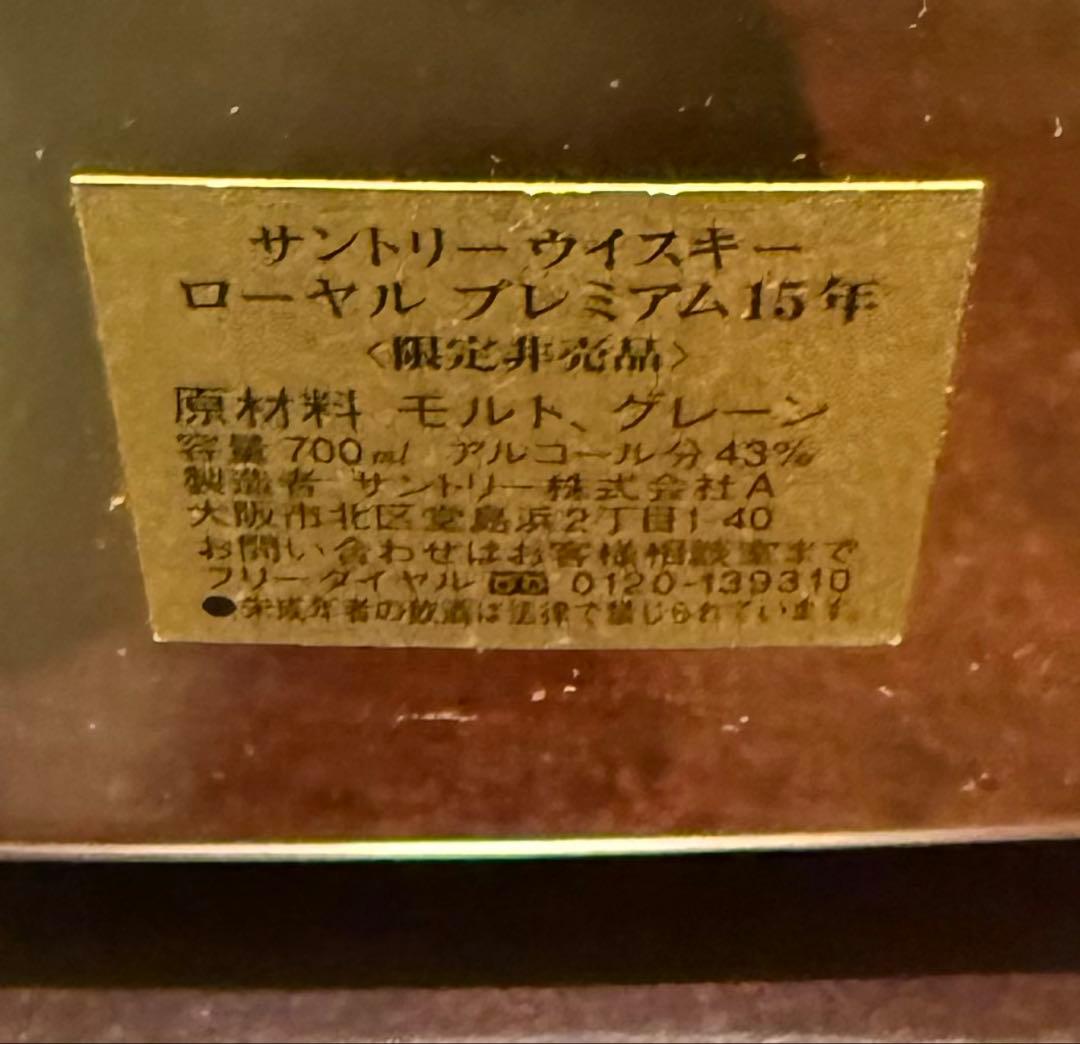 サントリーウイスキー
ローヤル プレミアム15年
〈限定非売品〉
原材料 モルト、グレーン
容量 700ml アルコール分43%
製造者 サントリー株式会社A
大阪市北区堂島浜2丁目1-40
お問い合わせはお客様相談室まで
フリーダイヤル 0120-139310
●未成年者の飲酒は法律で禁じられています。